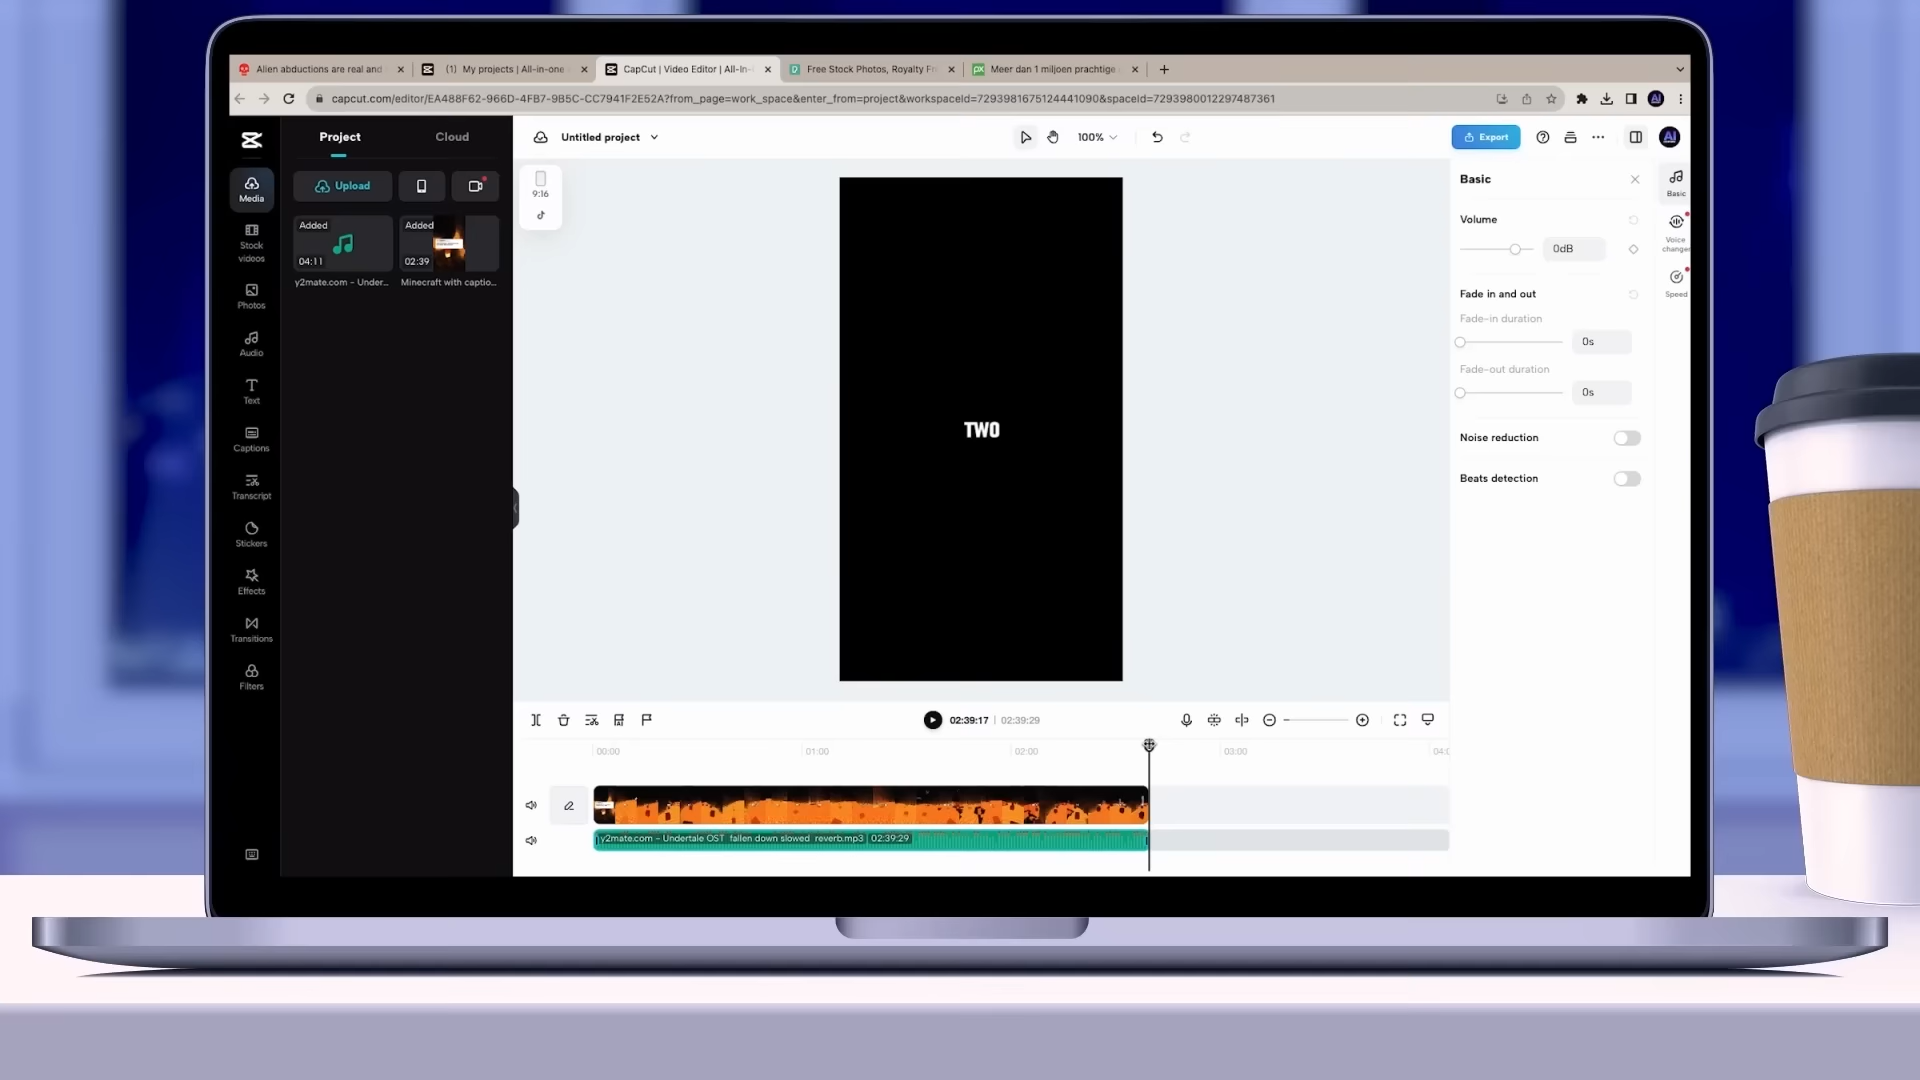 Alien abductions are real and
(1) My projects | All-in-one
CapCut | Video Editor | All-In-
Free Stock Photos, Royalty Fr
Meer dan 1 miljoen prachtige
capcut.com/editor/EA488F62-966D-4FB7-9B5C-CC7941F2E52A?from_page=work_space&enter_from=project&workspaceId=7293981675124441090&spaceId=7293980012297487361
Project
Cloud
Untitled project
100%
Export
Media
Upload
9:16
Basic
Basic
Added
04:11
Added
02:39
Volume
0dB
Stock
videos
Voice
changer
y2mate.com - Under...
Minecraft with captio...
Photos
Fade in and out
Speed
Fade-in duration
0s
Audio
Fade-out duration
0s
Text
TWO
Captions
Noise reduction
Beats detection
Transcript
Stickers
Effects
Transitions
Filters
02:39:17 | 02:39:29
00:00
01:00
02:00
03:00
y2mate.com - Undertale OST fallen down slowed reverb.mp3 | 02:39:29